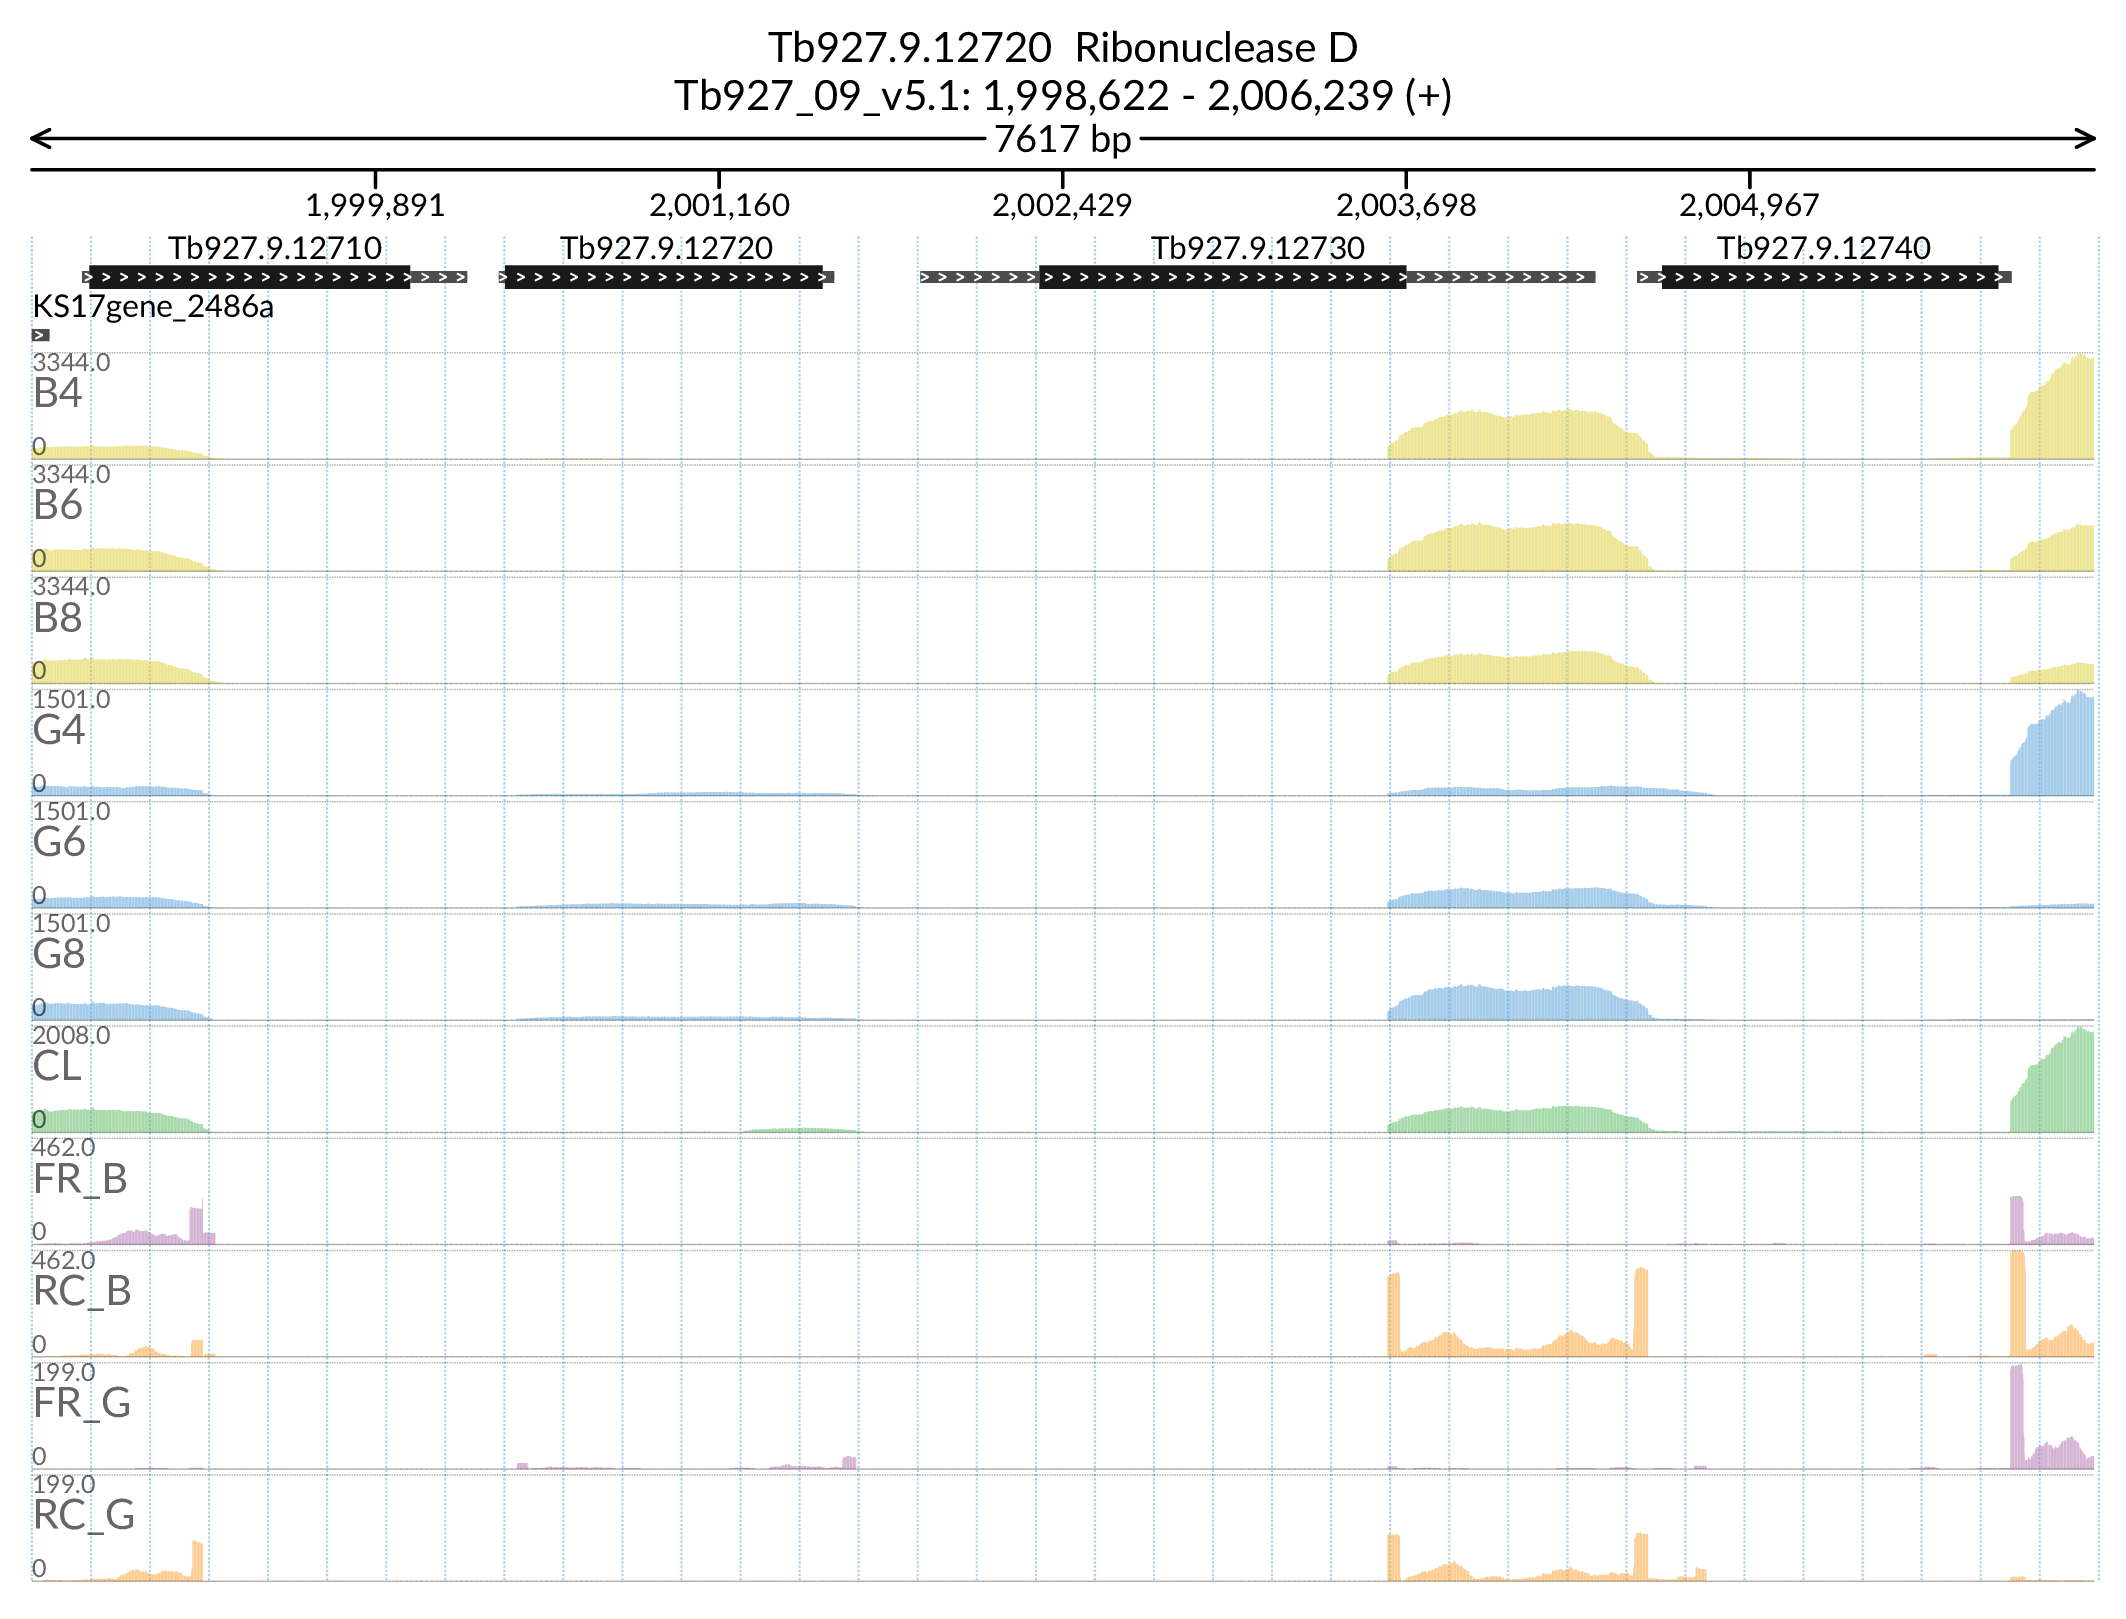 Tb927.9.12720  Ribonuclease D
Tb927_09_v5.1: 1,998,622 - 2,006,239 (+)
7617 bp
1,999,891 2,001,160 2,002,429 2,003,698 2,004,967
Tb927.9.12710 Tb927.9.12720 Tb927.9.12730 Tb927.9.12740
KS17gene_2486a
3344.0
B4
0
3344.0
B6
0
3344.0
B8
0
1501.0
G4
0
1501.0
G6
0
1501.0
G8
0
2008.0
CL
0
462.0
FR_B
0
462.0
RC_B
0
199.0
FR_G
0
199.0
RC_G
0